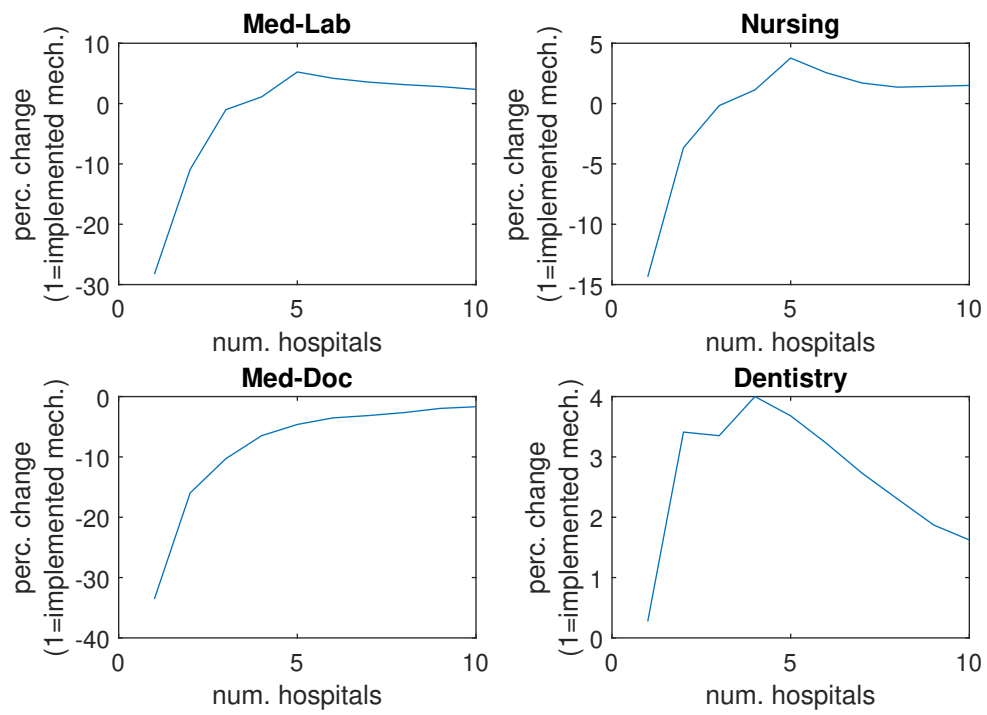 Med-Lab
10
0
-10
-20
-30
perc. change
(1=implemented mech.)
0
5
10
num. hospitals
Nursing
5
0
-5
-10
-15
perc. change
(1=implemented mech.)
0
5
10
num. hospitals
Med-Doc
0
-10
-20
-30
-40
perc. change
(1=implemented mech.)
0
5
10
num. hospitals
Dentistry
4
3
2
1
0
perc. change
(1=implemented mech.)
0
5
10
num. hospitals